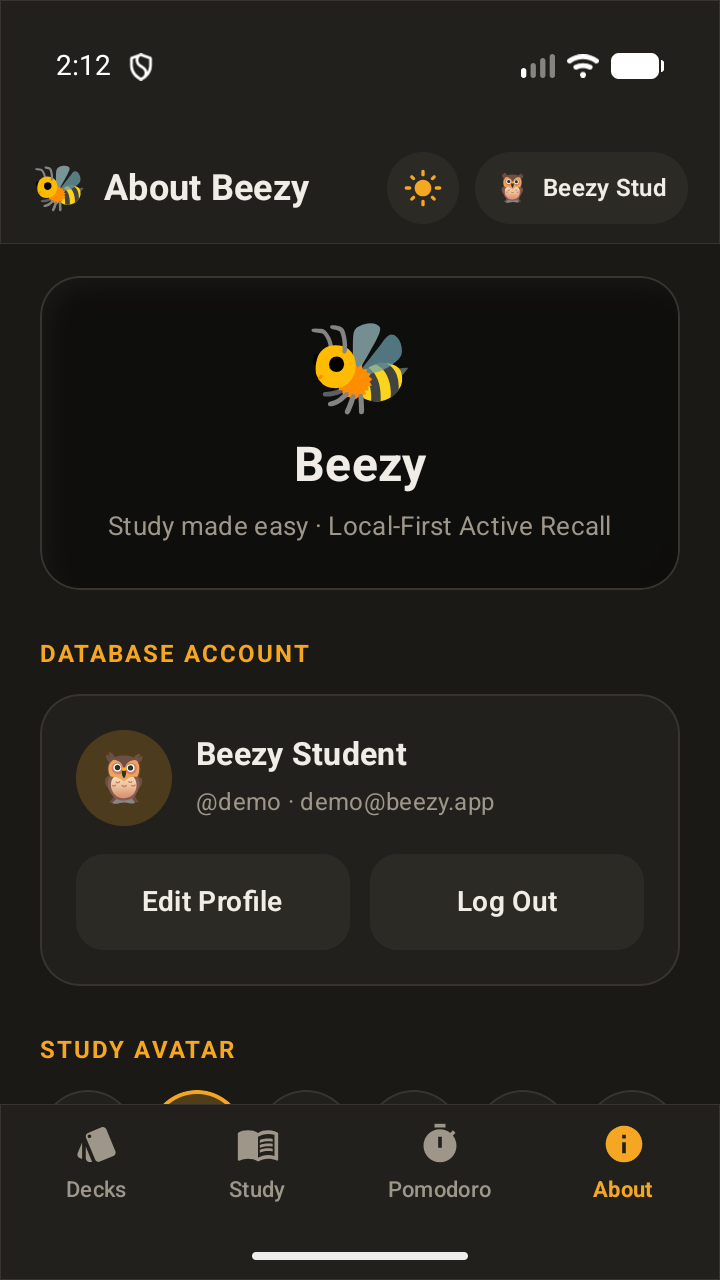 2:12
About Beezy
Beezy Stud
Beezy
Study made easy · Local-First Active Recall
DATABASE ACCOUNT
Beezy Student
@demo · demo@beezy.app
Edit Profile
Log Out
STUDY AVATAR
Decks
Study
Pomodoro
About